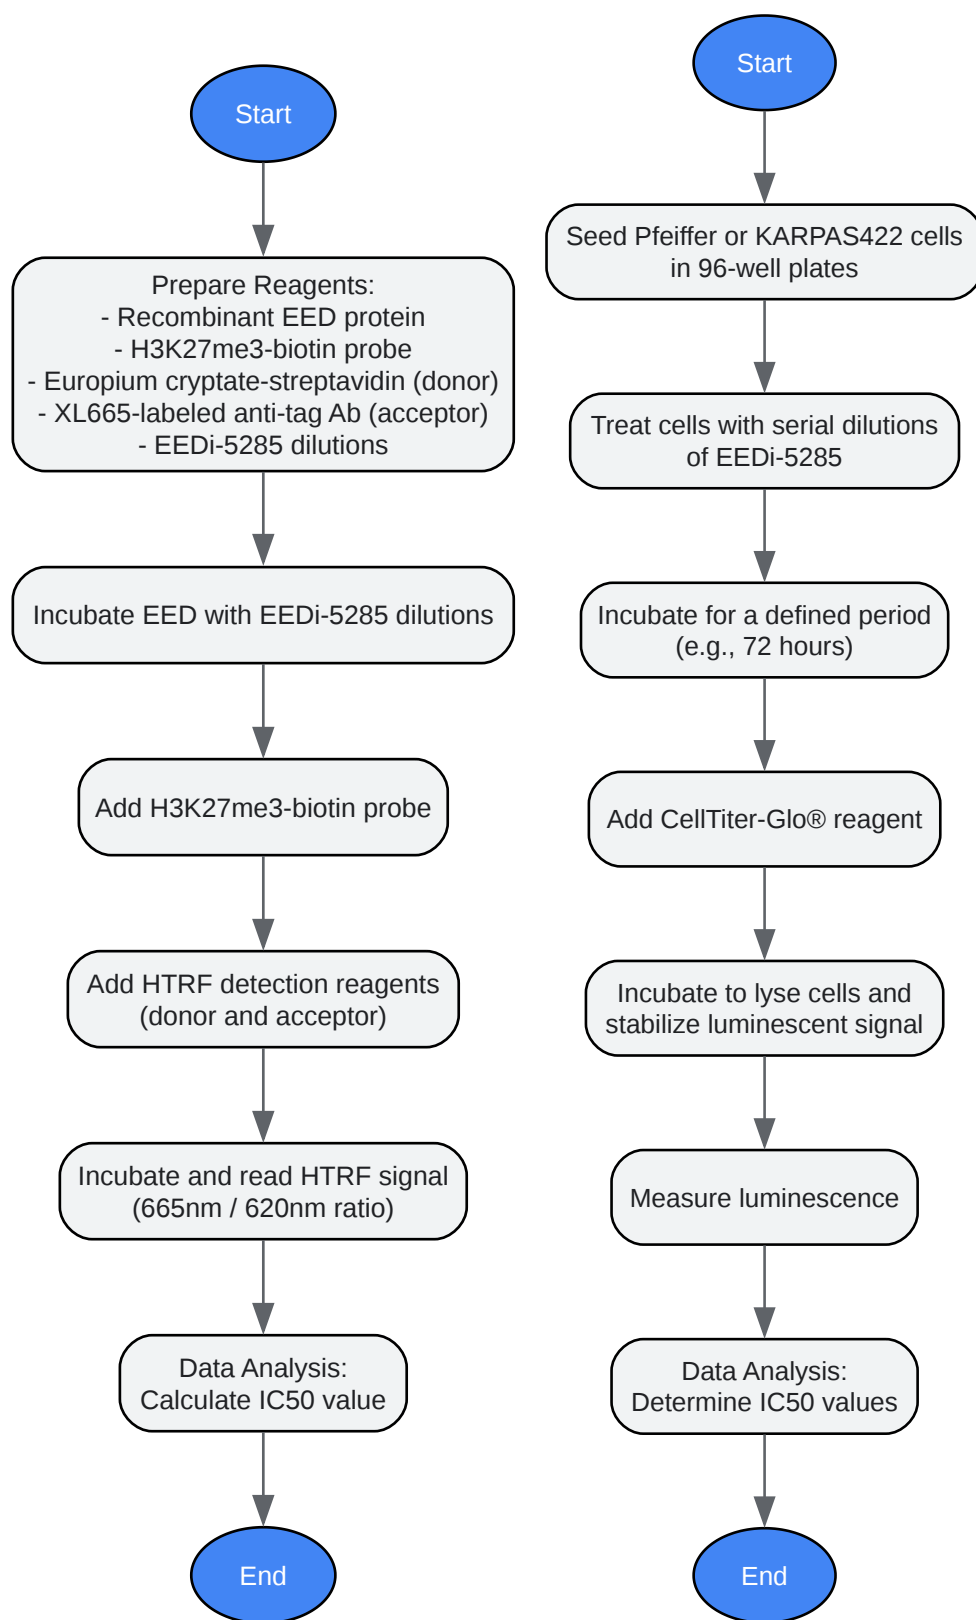 Start
Prepare Reagents:
- Recombinant EED protein
- H3K27me3-biotin probe
- Europium cryptate-streptavidin (donor)
- XL665-labeled anti-tag Ab (acceptor)
- EEDi-5285 dilutions
Incubate EED with EEDi-5285 dilutions
Add H3K27me3-biotin probe
Add HTRF detection reagents
(donor and acceptor)
Incubate and read HTRF signal
(665nm / 620nm ratio)
Data Analysis:
Calculate IC50 value
End
Start
Seed Pfeiffer or KARPAS422 cells
in 96-well plates
Treat cells with serial dilutions
of EEDi-5285
Incubate for a defined period
(e.g., 72 hours)
Add CellTiter-Glo® reagent
Incubate to lyse cells and
stabilize luminescent signal
Measure luminescence
Data Analysis:
Determine IC50 values
End